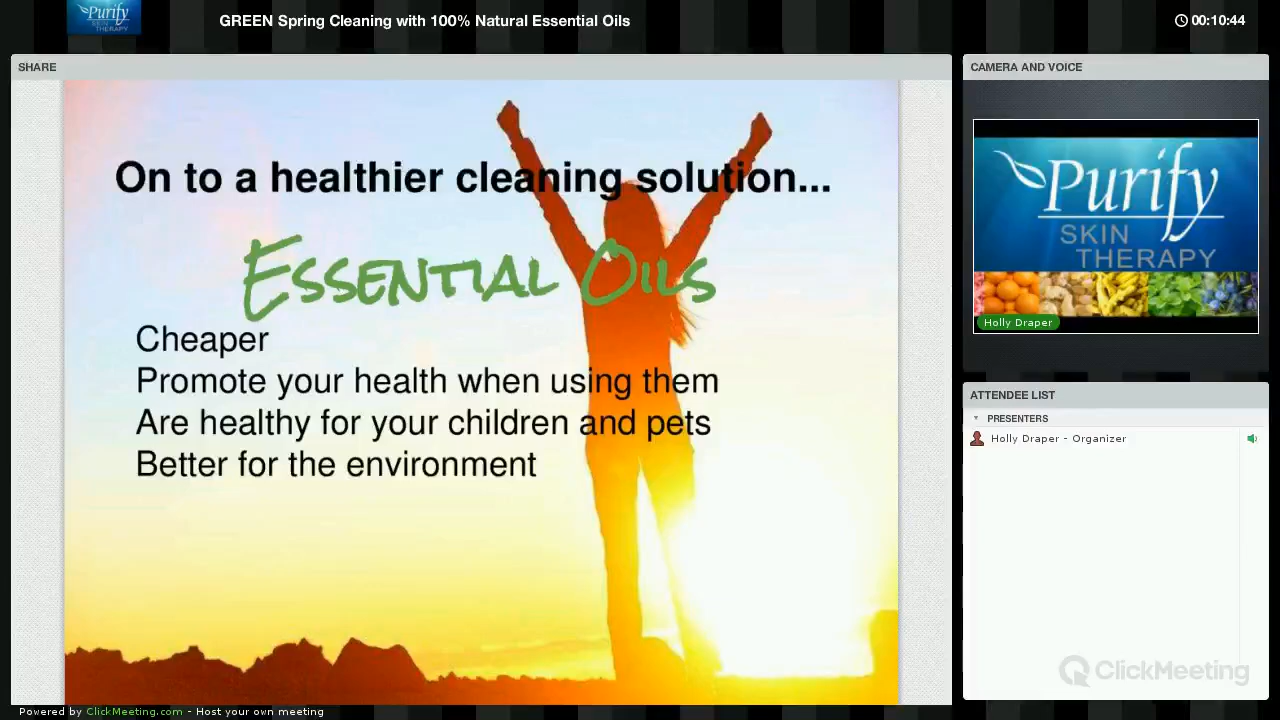 Purify
SKIN
THERAPY
GREEN Spring Cleaning with 100% Natural Essential Oils
00:10:44
SHARE
On to a healthier cleaning solution...
Essential Oils
Cheaper
Promote your health when using them
Are healthy for your children and pets
Better for the environment
CAMERA AND VOICE
Purify
SKIN
THERAPY
Holly Draper
ATTENDEE LIST
PRESENTERS
Holly Draper - Organizer
ClickMeeting
Powered by ClickMeeting.com - Host your own meeting